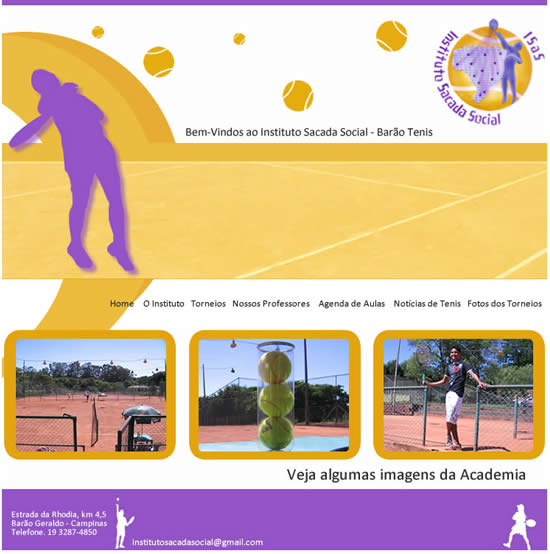 Instituto Sacada Social
ISaS
Bem-Vindos ao Instituto Sacada Social - Barão Tenis
Home O Instituto Torneios Nossos Professores Agenda de Aulas Notícias de Tenis Fotos dos Torneios
Veja algumas imagens da Academia
Estrada da Rhodia, km 4,5
Barão Geraldo - Campinas
Telefone. 19 3287-4850
institutosacadasocial@gmail.com